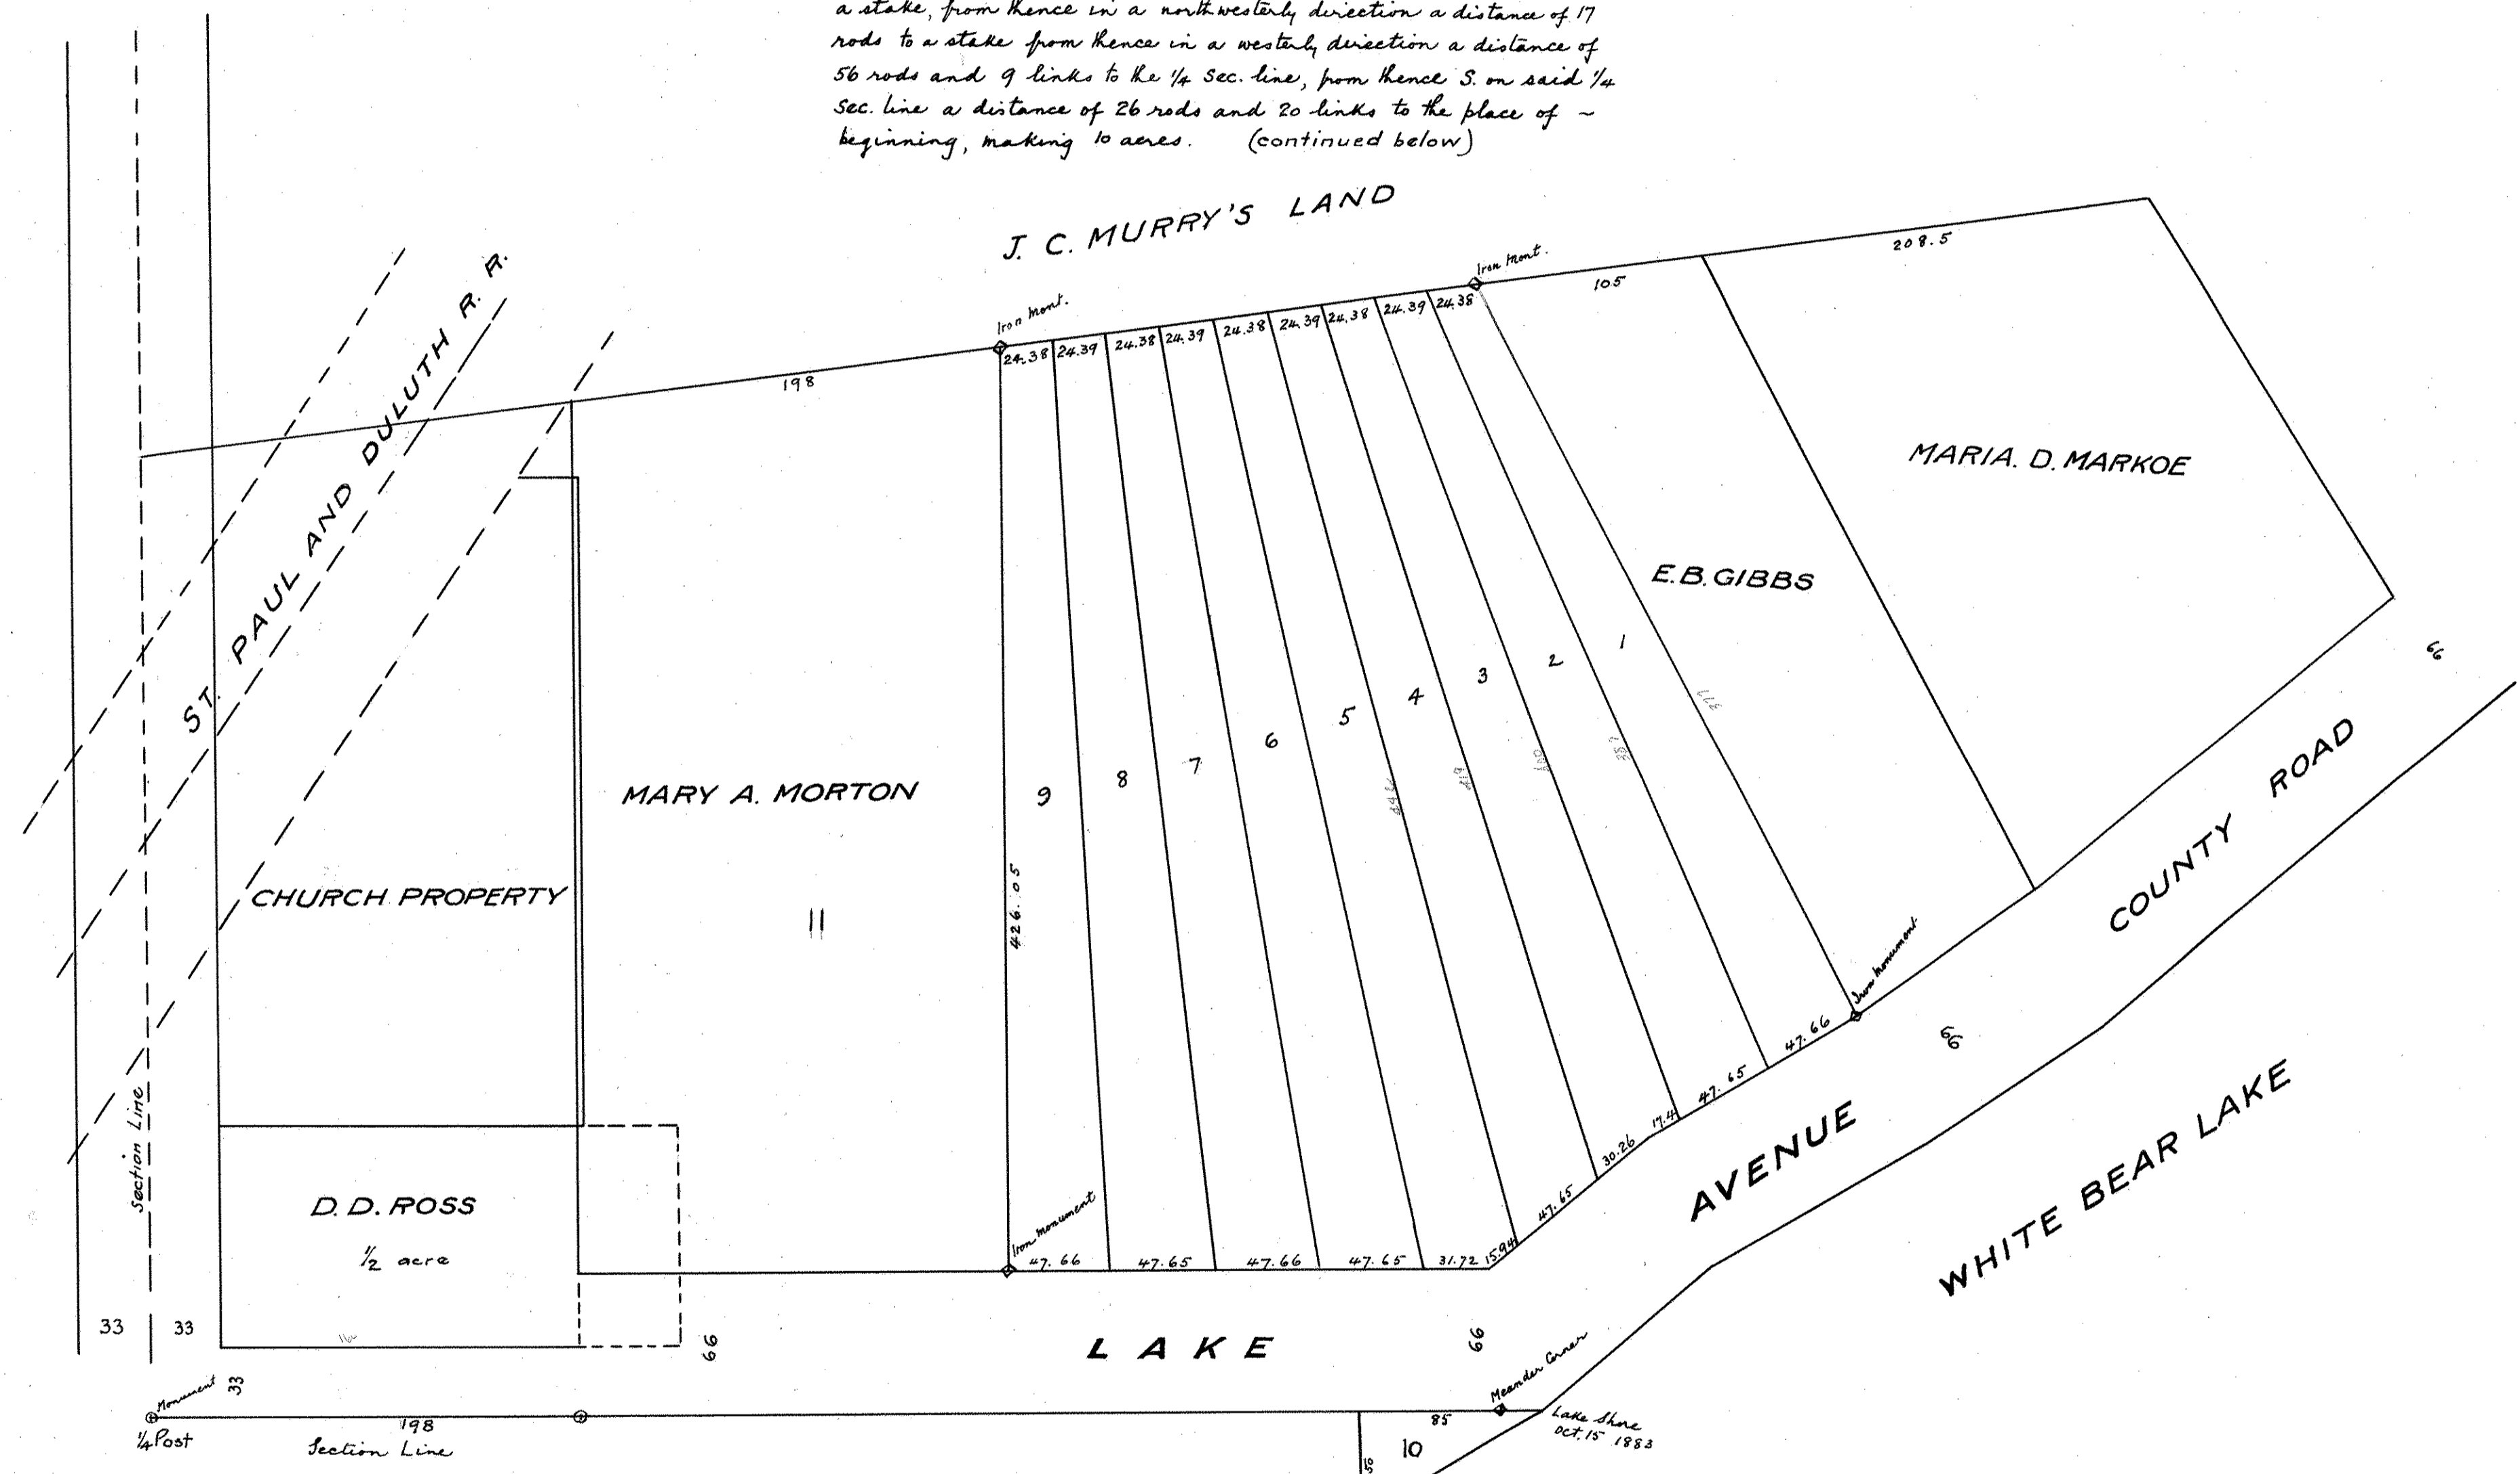 a stake, from thence in a northwesterly direction a distance of 17
rods to a stake from thence in a westerly direction a distance of
56 rods and 9 links to the 1/4 Sec. line, from thence S. on said 1/4
Sec. line a distance of 26 rods and 20 links to the place of ~
beginning, making 10 acres. (continued below)
J. C. MURRY'S LAND
208.5
Iron Mont.
105
Iron Mont.
24.38 24.39 24.38 24.39 24.38 24.39 24.38 24.39 24.38
198
ST. PAUL AND DULUTH R. R.
MARIA. D. MARKOE
E.B. GIBBS
66
1
2
3
4
5
6
7
8
9
377
MARY A. MORTON
COUNTY ROAD
CHURCH PROPERTY
11
426.05
Iron Monument
47.66
66
47.65
17.4
30.26
47.65
15.94
AVENUE
WHITE BEAR LAKE
Section Line
D. D. ROSS
1/2 acre
Iron Monument
47.66 47.65 47.66 47.65 31.72
33 33
66
LAKE
66
Monument
33
Meander Corner
198
85
Lake Shore
Oct. 15 1883
1/4 Post
Section Line
10
50